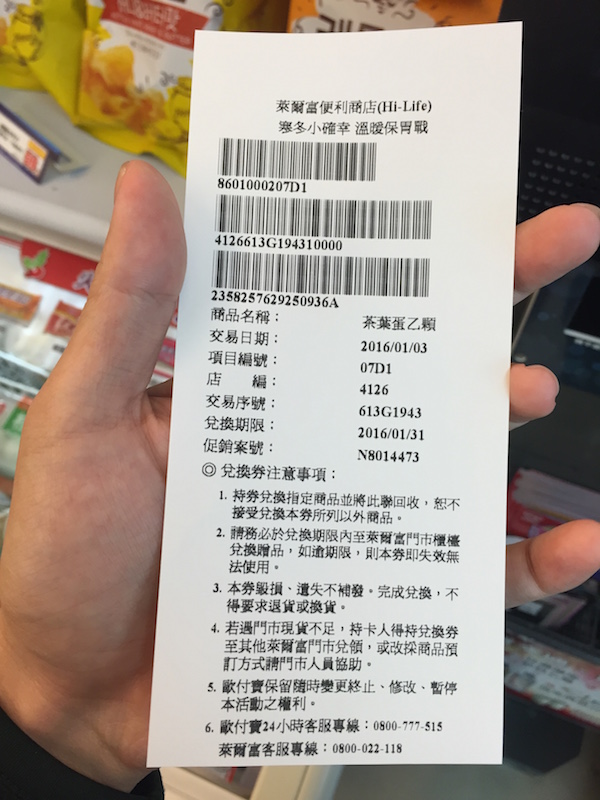 萊爾富便利商店(Hi-Life)
寒冬小確幸 溫暖保胃戰
8601000207D1
4126613G194310000
2358257629250936A
商品名稱： 茶葉蛋乙顆
交易日期： 2016/01/03
項目編號： 07D1
店　　編： 4126
交易序號： 613G1943
兌換期限： 2016/01/31
促銷案號： N8014473
◎ 兌換券注意事項：
1. 持券兌換指定商品並將此聯回收，恕不
接受兌換本券所列以外商品。
2. 請務必於兌換期限內至萊爾富門市櫃檯
兌換贈品，如逾期限，則本券即失效無
法使用。
3. 本券毀損、遺失不補發。完成兌換，不
得要求退貨或換貨。
4. 若遇門市現貨不足，持卡人得持兌換券
至其他萊爾富門市兌領，或改採商品預
訂方式請門市人員協助。
5. 歐付寶保留隨時變更終止、修改、暫停
本活動之權利。
6. 歐付寶24小時客服專線：0800-777-515
萊爾富客服專線：0800-022-118